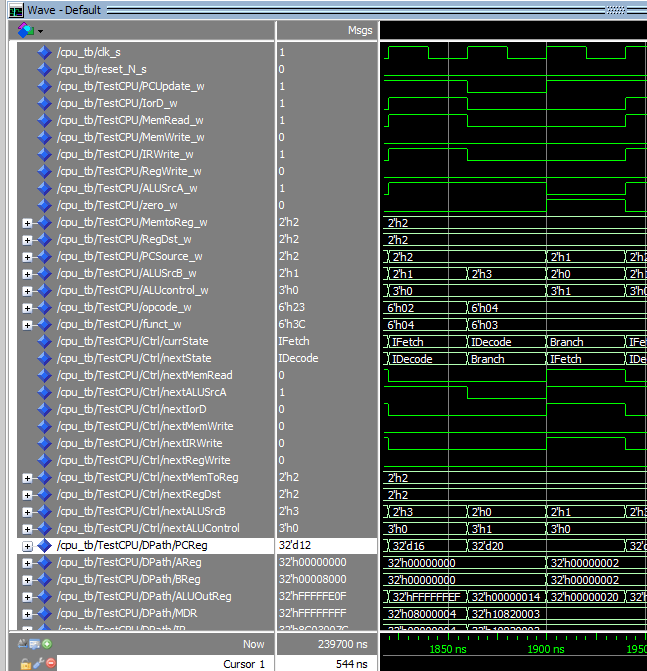 Wave - Default
Msgs
/cpu_tb/clk_s 1
/cpu_tb/reset_N_s 0
/cpu_tb/TestCPU/PCUpdate_w 1
/cpu_tb/TestCPU/IorD_w 1
/cpu_tb/TestCPU/MemRead_w 1
/cpu_tb/TestCPU/MemWrite_w 0
/cpu_tb/TestCPU/IRWrite_w 1
/cpu_tb/TestCPU/RegWrite_w 0
/cpu_tb/TestCPU/ALUSrcA_w 1
/cpu_tb/TestCPU/zero_w 0
/cpu_tb/TestCPU/MemtoReg_w 2'h2 2'h2
/cpu_tb/TestCPU/RegDst_w 2'h2 2'h2
/cpu_tb/TestCPU/PCSource_w 2'h2 2'h2 2'h1 2'h2
/cpu_tb/TestCPU/ALUSrcB_w 2'h1 2'h1 2'h3 2'h0 2'h1
/cpu_tb/TestCPU/ALUcontrol_w 3'h0 3'h0 3'h1 3'h0
/cpu_tb/TestCPU/opcode_w 6'h23 6'h02 6'h04
/cpu_tb/TestCPU/funct_w 6'h3C 6'h04 6'h03
/cpu_tb/TestCPU/Ctrl/currState IFetch IFetch IDecode Branch IFe
/cpu_tb/TestCPU/Ctrl/nextState IDecode IDecode Branch IFetch IDe
/cpu_tb/TestCPU/Ctrl/nextMemRead 0
/cpu_tb/TestCPU/Ctrl/nextALUSrcA 1
/cpu_tb/TestCPU/Ctrl/nextIorD 0
/cpu_tb/TestCPU/Ctrl/nextMemWrite 0
/cpu_tb/TestCPU/Ctrl/nextIRWrite 0
/cpu_tb/TestCPU/Ctrl/nextRegWrite 0
/cpu_tb/TestCPU/Ctrl/nextMemToReg 2'h2 2'h2
/cpu_tb/TestCPU/Ctrl/nextRegDst 2'h2 2'h2
/cpu_tb/TestCPU/Ctrl/nextALUSrcB 2'h3 2'h3 2'h0 2'h1 2'h3
/cpu_tb/TestCPU/Ctrl/nextALUControl 3'h0 3'h0 3'h1 3'h0
/cpu_tb/TestCPU/DPath/PCReg 32'd12 32'd16 32'd20 32'd
/cpu_tb/TestCPU/DPath/AReg 32'h00000000 32'h00000000 32'h00000002
/cpu_tb/TestCPU/DPath/BReg 32'h00008000 32'h00000000 32'h00000002
/cpu_tb/TestCPU/DPath/ALUOutReg 32'hFFFFFE0F 32'hFFFFFFEF 32'h00000014 32'h00000020 32'h
/cpu_tb/TestCPU/DPath/MDR 32'hFFFFFFFF 32'h08000004 32'h10820003
/cpu_tb/TestCPU/DPath/IR 32'h8C03007C 32'h08000004 32'h10820003
Now 239700 ns 1850 ns 1900 ns 1950
Cursor 1 544 ns